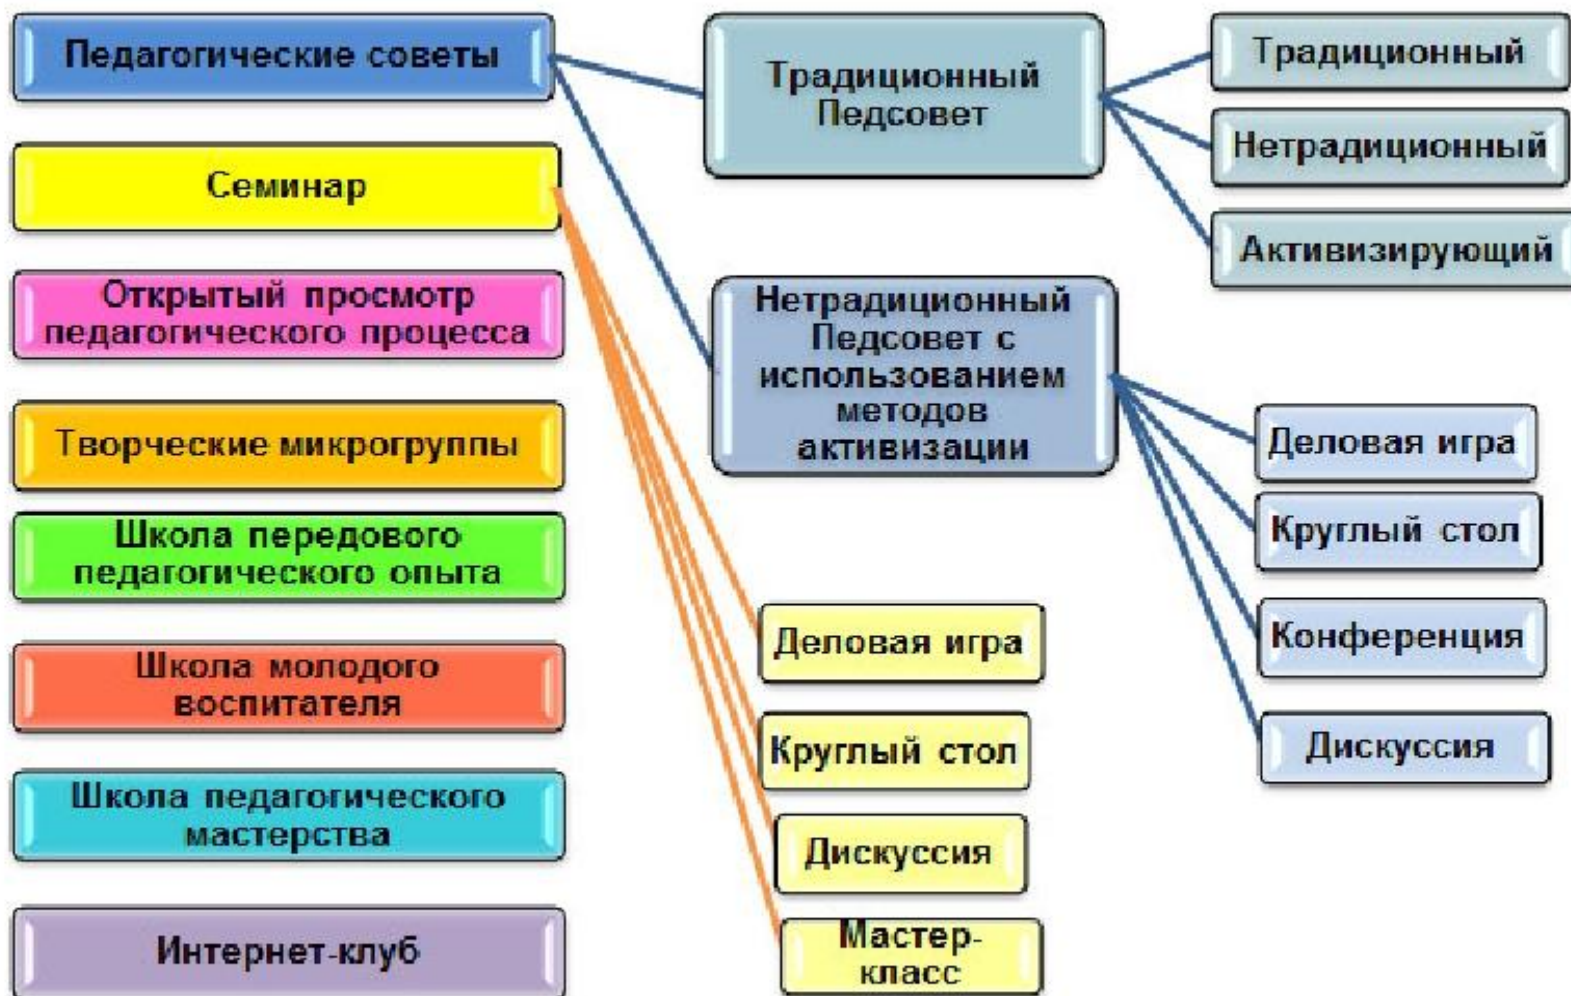 Педагогические советы
Семинар
Открытый просмотр
педагогического процесса
Творческие микрогруппы
Школа передового
педагогического опыта
Школа молодого
воспитателя
Школа педагогического
мастерства
Интернет-клуб
Традиционный
Педсовет
Нетрадиционный
Педсовет с
использованием
методов
активизации
Деловая игра
Круглый стол
Дискуссия
Мастер-
класс
Традиционный
Нетрадиционный
Активизирующий
Деловая игра
Круглый стол
Конференция
Дискуссия